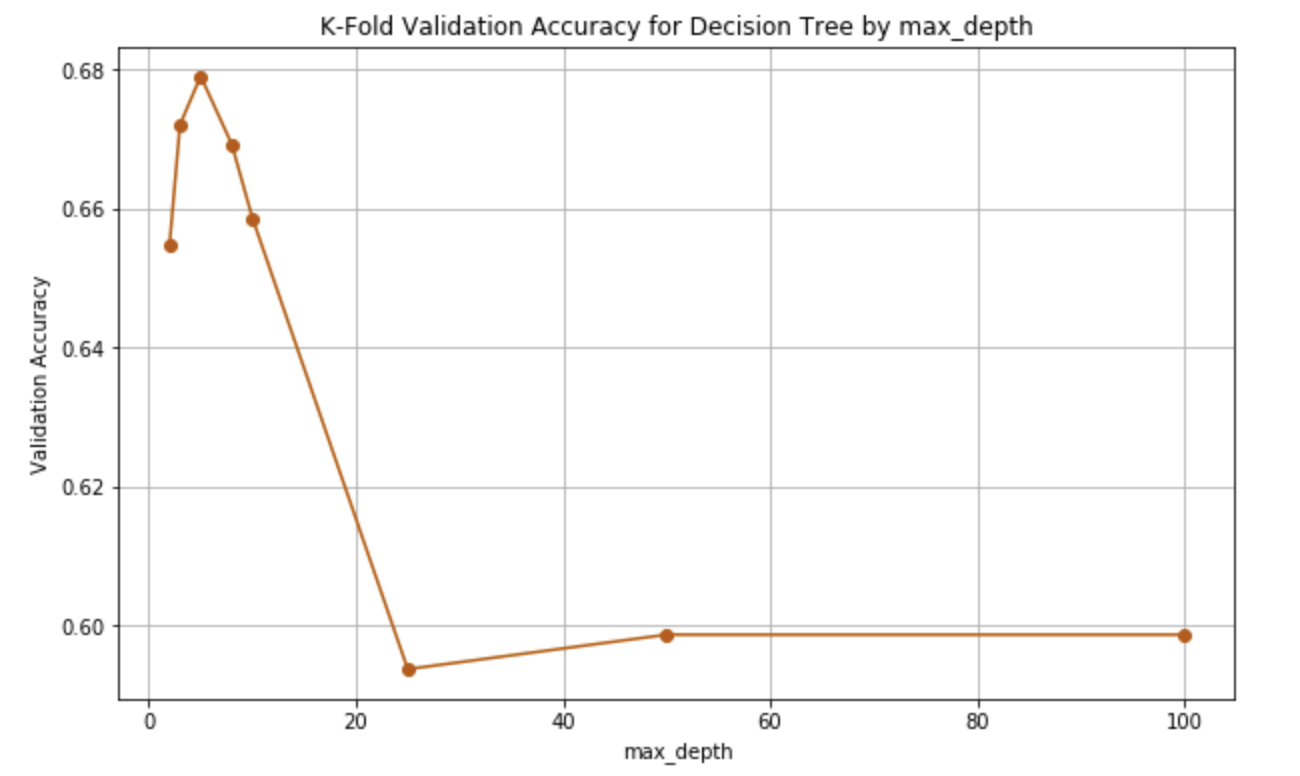 K-Fold Validation Accuracy for Decision Tree by max_depth
0.68
0.66
0.64
0.62
0.60
Validation Accuracy
0 20 40 60 80 100
max_depth